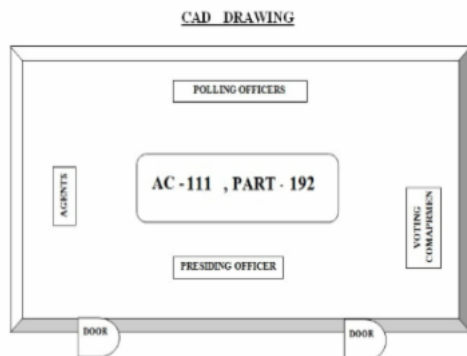 CAD DRAWING
POLLING OFFICERS
AGENTS
AC -111 , PART - 192
VOTING
COMAPRMEN
PRESIDING OFFICER
DOOR
DOOR